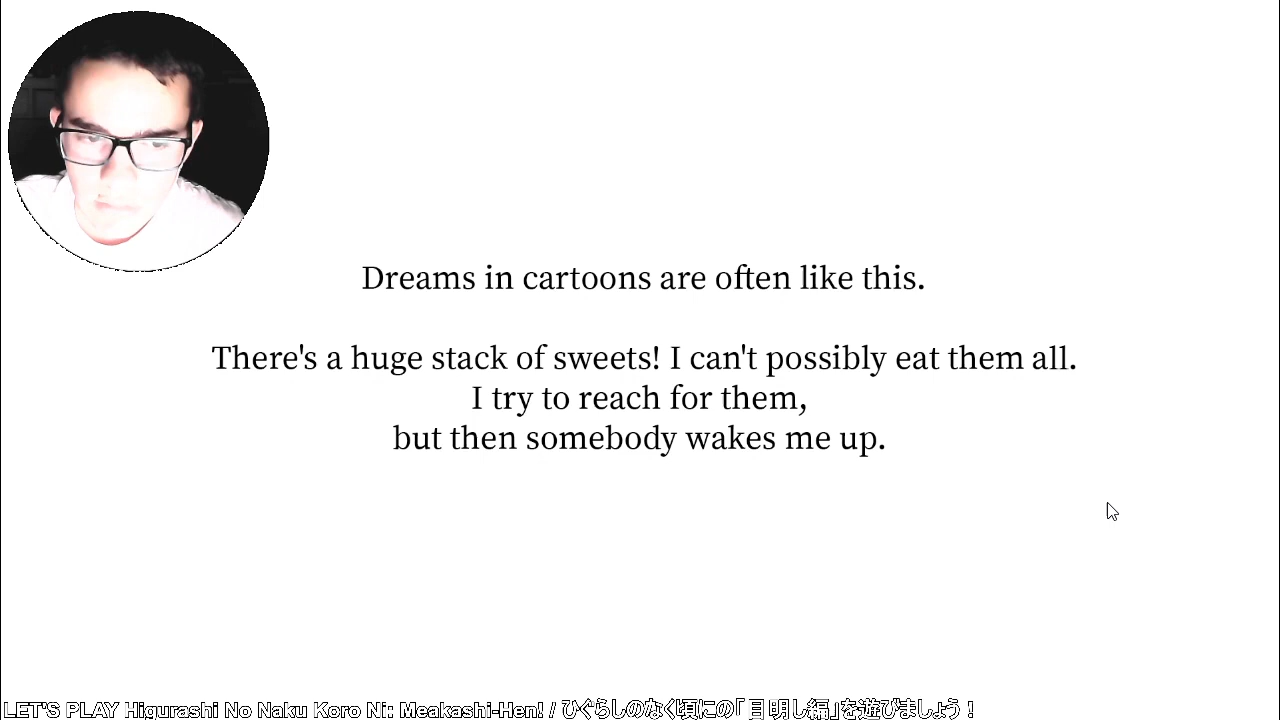 Dreams in cartoons are often like this.
There's a huge stack of sweets! I can't possibly eat them all.
I try to reach for them,
but then somebody wakes me up.
LET'S PLAY Higurashi No Naku Koro Ni: Meakashi-Hen! / ひぐらしのなく頃にの「目明し編」を遊びましょう！